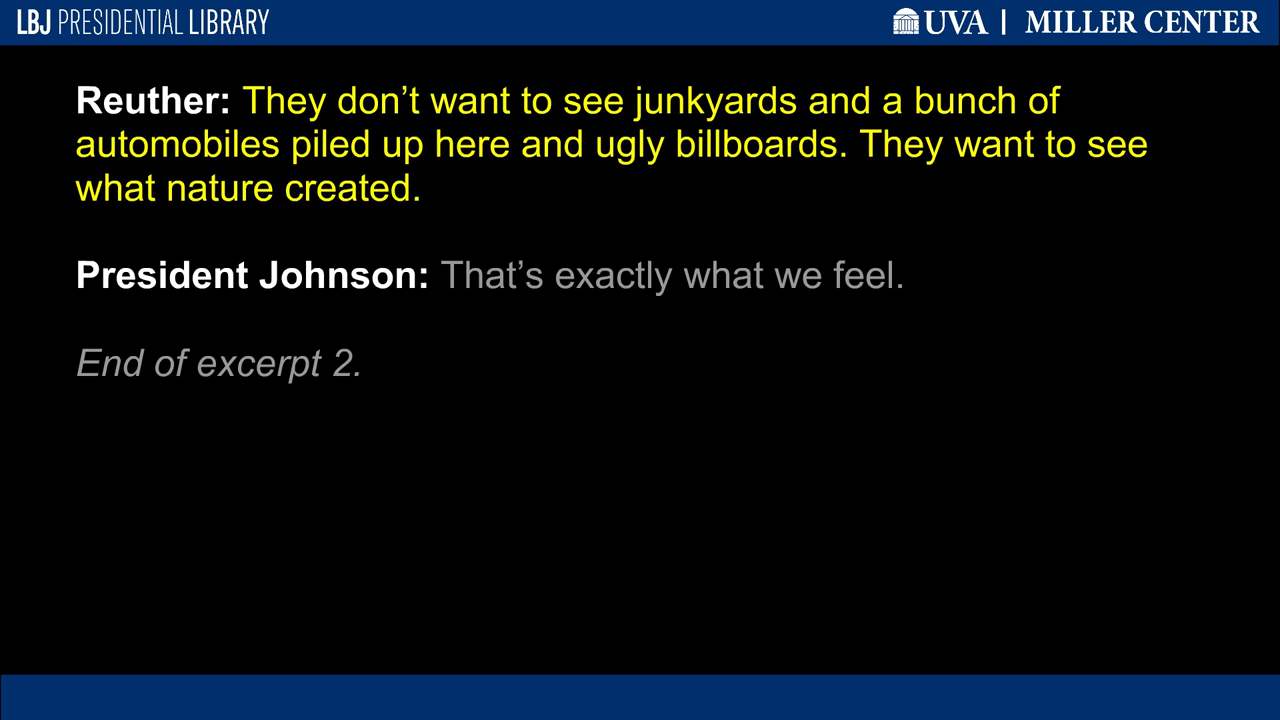 LBJ PRESIDENTIAL LIBRARY
UVA | MILLER CENTER
Reuther: They don’t want to see junkyards and a bunch of
automobiles piled up here and ugly billboards. They want to see
what nature created.
President Johnson: That’s exactly what we feel.
End of excerpt 2.